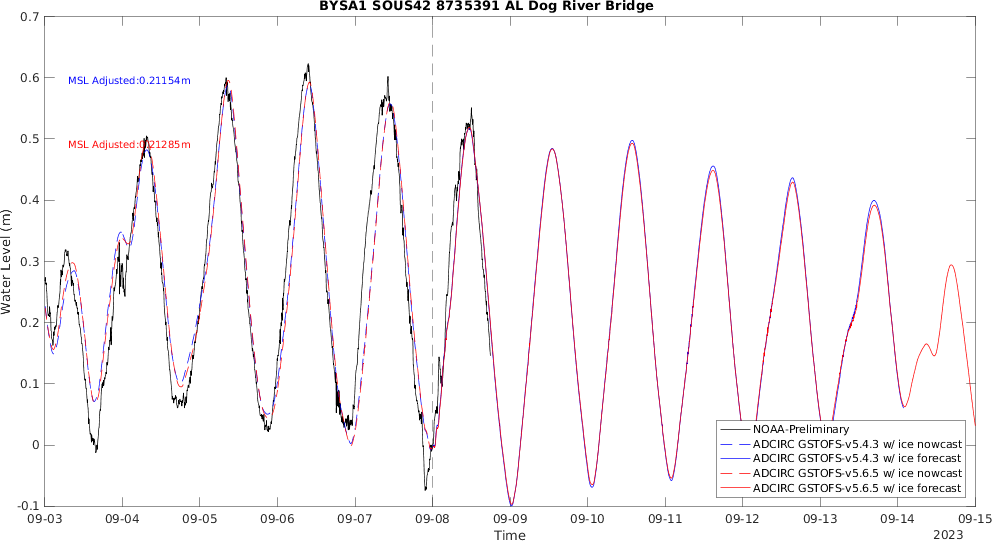 BYSA1 SOUS42 8735391 AL Dog River Bridge
0.7
0.6
0.5
0.4
0.3
0.2
0.1
0
-0.1
Water Level (m)
MSL Adjusted:0.21154m
MSL Adjusted:0.21285m
NOAA-Preliminary
ADCIRC GSTOFS-v5.4.3 w/ ice nowcast
ADCIRC GSTOFS-v5.4.3 w/ ice forecast
ADCIRC GSTOFS-v5.6.5 w/ ice nowcast
ADCIRC GSTOFS-v5.6.5 w/ ice forecast
09-03 09-04 09-05 09-06 09-07 09-08 09-09 09-10 09-11 09-12 09-13 09-14 09-15
Time
2023